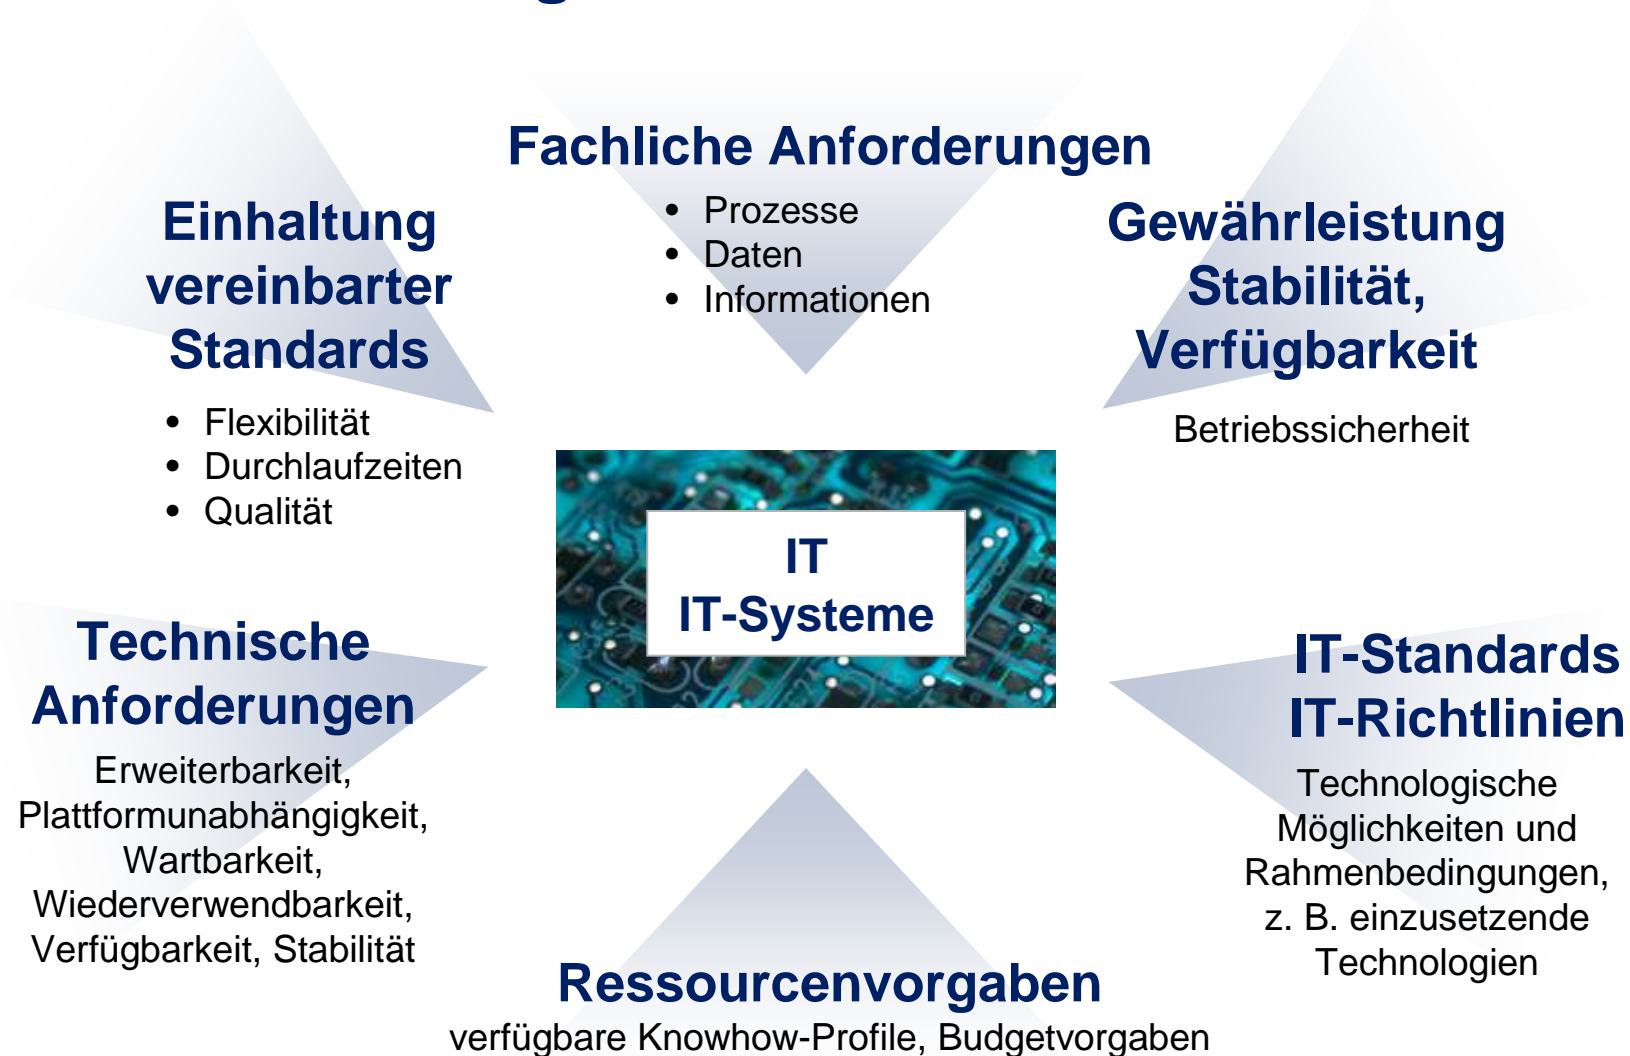 Fachliche Anforderungen
• Prozesse
• Daten
• Informationen
Einhaltung
vereinbarter
Standards
• Flexibilität
• Durchlaufzeiten
• Qualität
Gewährleistung
Stabilität,
Verfügbarkeit
Betriebssicherheit
IT
IT-Systeme
Technische
Anforderungen
Erweiterbarkeit,
Plattformunabhängigkeit,
Wartbarkeit,
Wiederverwendbarkeit,
Verfügbarkeit, Stabilität
IT-Standards
IT-Richtlinien
Technologische
Möglichkeiten und
Rahmenbedingungen,
z. B. einzusetzende
Technologien
Ressourcenvorgaben
verfügbare Knowhow-Profile, Budgetvorgaben